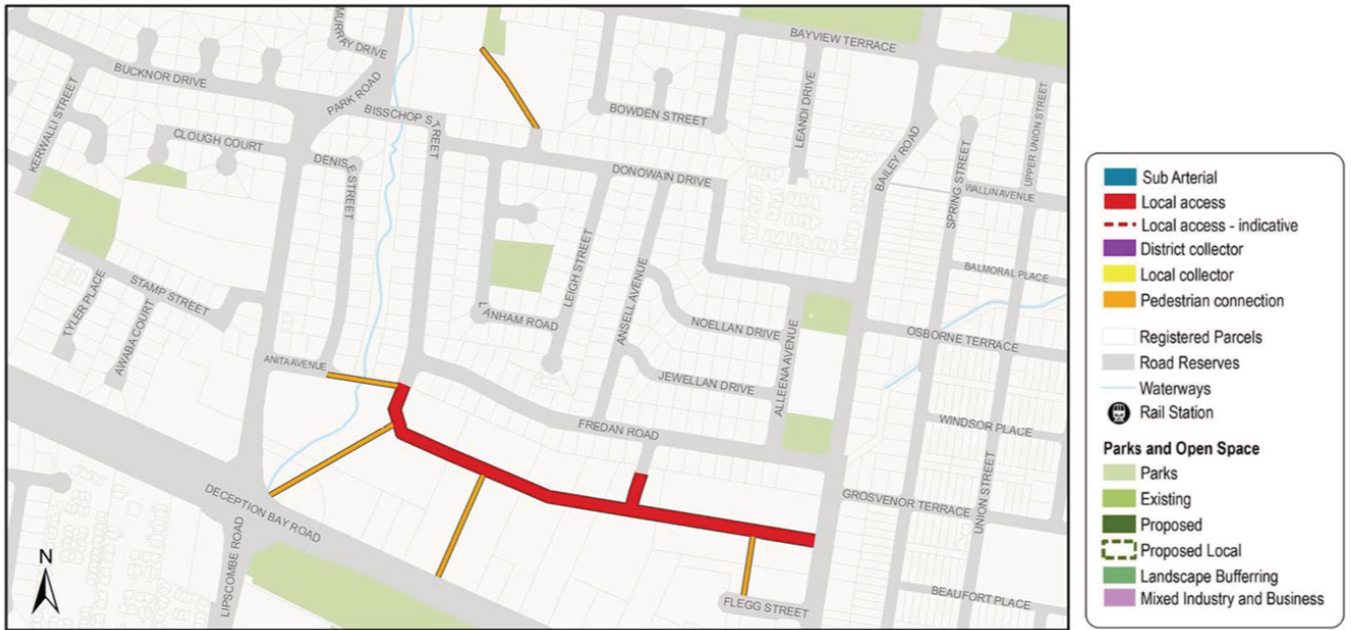 BAYVIEW TERRACE
MURRAY DRIVE
BUCKNOR DRIVE
PARK ROAD
BISSCHOP STREET
BOWDEN STREET
LEANDI DRIVE
BAILEY ROAD
SPRING STREET
UPPER UNION STREET
KERWALLI STREET
CLOUGH COURT
DENISE STREET
DONOWAIN DRIVE
WALLIN AVENUE
TYLER PLACE
STAMP STREET
AWABA COURT
LANHAM ROAD
LEIGH STREET
ANSELL AVENUE
NOELLAN DRIVE
BALMORAL PLACE
OSBORNE TERRACE
ANITA AVENUE
JEWELLAN DRIVE
ALLEENA AVENUE
WINDSOR PLACE
FREDAN ROAD
UNION STREET
DECEPTION BAY ROAD
GROSVENOR TERRACE
LIPSCOMBE ROAD
FLEGG STREET
BEAUFORT PLACE
N
Sub Arterial
Local access
Local access - indicative
District collector
Local collector
Pedestrian connection
Registered Parcels
Road Reserves
Waterways
Rail Station
Parks and Open Space
Parks
Existing
Proposed
Proposed Local
Landscape Bufferring
Mixed Industry and Business